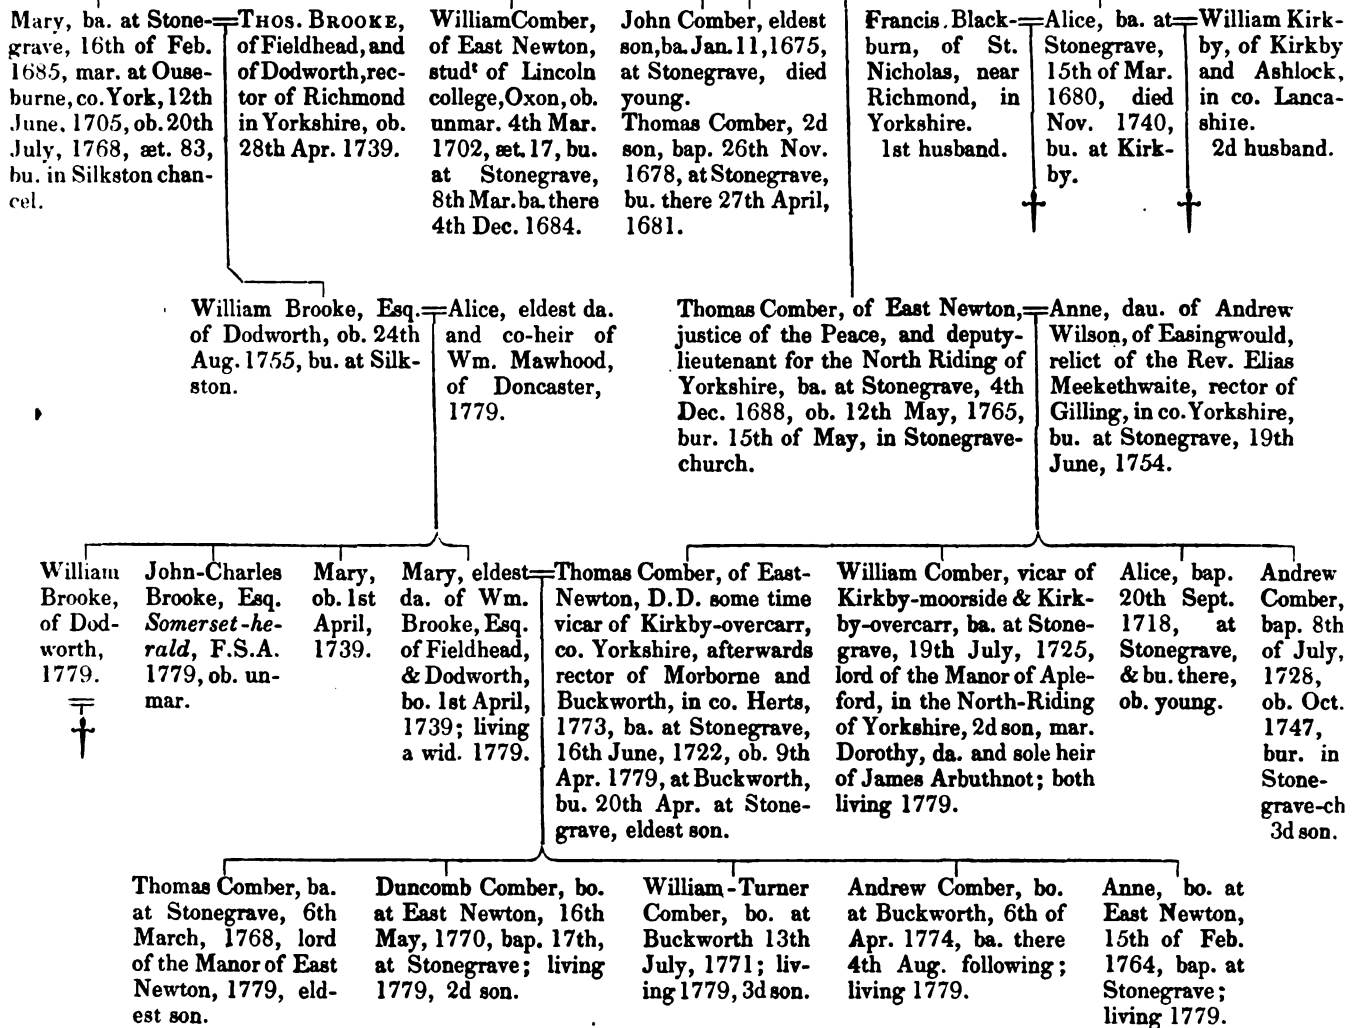 Mary, ba. at Stone-
grave, 16th of Feb.
1685, mar. at Ouse-
burne, co. York, 12th
June, 1705, ob. 20th
July, 1768, æt. 83,
bu. in Silkston chan-
cel.
THOS. BROOKE,
of Fieldhead, and
of Dodworth, rec-
tor of Richmond
in Yorkshire, ob.
28th Apr. 1739.
William Comber,
of East Newton,
studt of Lincoln
college, Oxon, ob.
unmar. 4th Mar.
1702, æt. 17, bu.
at Stonegrave,
8th Mar. ba. there
4th Dec. 1684.
John Comber, eldest
son, ba. Jan. 11, 1675,
at Stonegrave, died
young.
Thomas Comber, 2d
son, bap. 26th Nov.
1678, at Stonegrave,
bu. there 27th April,
1681.
Francis Black-
burn, of St.
Nicholas, near
Richmond, in
Yorkshire.
1st husband.
Alice, ba. at
Stonegrave,
15th of Mar.
1680, died
Nov. 1740,
bu. at Kirk-
by.
William Kirk-
by, of Kirkby
and Ashlock,
in co. Lanca-
shire.
2d husband.
William Brooke, Esq.
of Dodworth, ob. 24th
Aug. 1755, bu. at Silk-
ston.
Alice, eldest da.
and co-heir of
Wm. Mawhood,
of Doncaster,
1779.
Thomas Comber, of East Newton,
justice of the Peace, and deputy-
lieutenant for the North Riding of
Yorkshire, ba. at Stonegrave, 4th
Dec. 1688, ob. 12th May, 1765,
bur. 15th of May, in Stonegrave-
church.
Anne, dau. of Andrew
Wilson, of Easingwould,
relict of the Rev. Elias
Meekethwaite, rector of
Gilling, in co. Yorkshire,
bu. at Stonegrave, 19th
June, 1754.
William
Brooke,
of Dod-
worth,
1779.
John-Charles
Brooke, Esq.
Somerset-he-
rald, F.S.A.
1779, ob. un-
mar.
Mary,
ob. 1st
April,
1739.
Mary, eldest
da. of Wm.
Brooke, Esq.
of Fieldhead,
& Dodworth,
bo. 1st April,
1739; living
a wid. 1779.
Thomas Comber, of East-
Newton, D.D. some time
vicar of Kirkby-overcarr,
co. Yorkshire, afterwards
rector of Morborne and
Buckworth, in co. Herts,
1773, ba. at Stonegrave,
16th June, 1722, ob. 9th
Apr. 1779, at Buckworth,
bu. 20th Apr. at Stone-
grave, eldest son.
William Comber, vicar of
Kirkby-moorside & Kirk-
by-overcarr, ba. at Stone-
grave, 19th July, 1725,
lord of the Manor of Aple-
ford, in the North-Riding
of Yorkshire, 2d son, mar.
Dorothy, da. and sole heir
of James Arbuthnot; both
living 1779.
Alice, bap.
20th Sept.
1718, at
Stonegrave,
& bu. there,
ob. young.
Andrew
Comber,
bap. 8th
of July,
1728,
ob. Oct.
1747,
bur. in
Stone-
grave-ch
3d son.
Thomas Comber, ba.
at Stonegrave, 6th
March, 1768, lord
of the Manor of East
Newton, 1779, eld-
est son.
Duncomb Comber, bo.
at East Newton, 16th
May, 1770, bap. 17th,
at Stonegrave; living
1779, 2d son.
William-Turner
Comber, bo. at
Buckworth 13th
July, 1771; liv-
ing 1779, 3d son.
Andrew Comber, bo.
at Buckworth, 6th of
Apr. 1774, ba. there
4th Aug. following;
living 1779.
Anne, bo. at
East Newton,
15th of Feb.
1764, bap. at
Stonegrave;
living 1779.